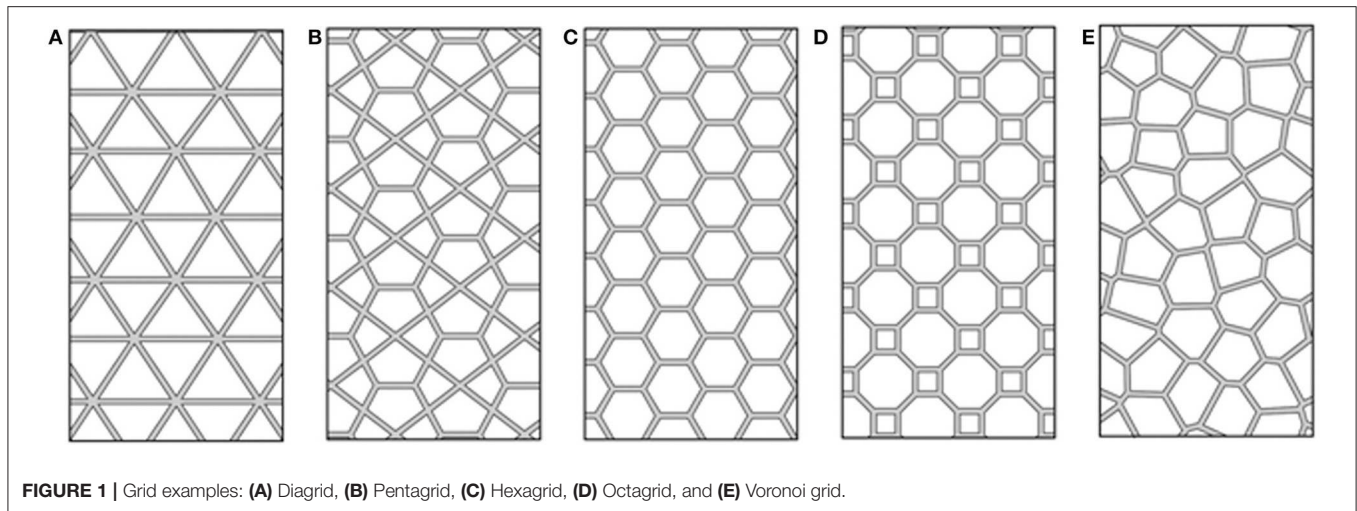 A
B
C
D
E
FIGURE 1 | Grid examples: (A) Diagrid, (B) Pentagrid, (C) Hexagrid, (D) Octagrid, and (E) Voronoi grid.